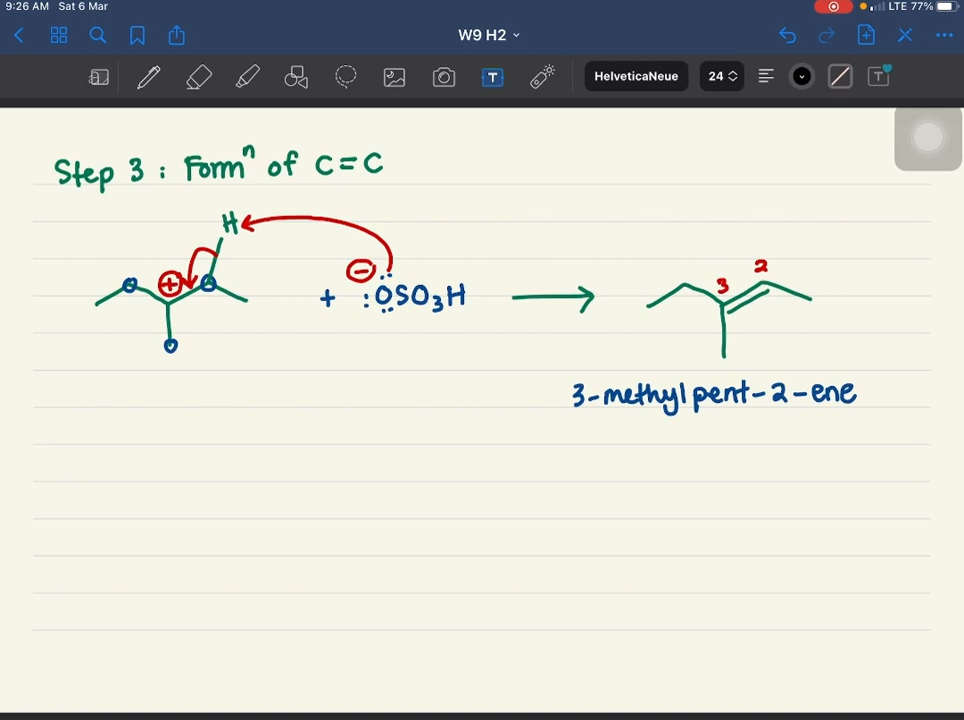 9:26 AM Sat 6 Mar LTE 77%
W9 H2
HelveticaNeue 24
Step 3 : Formⁿ of C=C
H
⊕ ⊖ 3 2
+ :ÖSO₃H
3-methylpent-2-ene